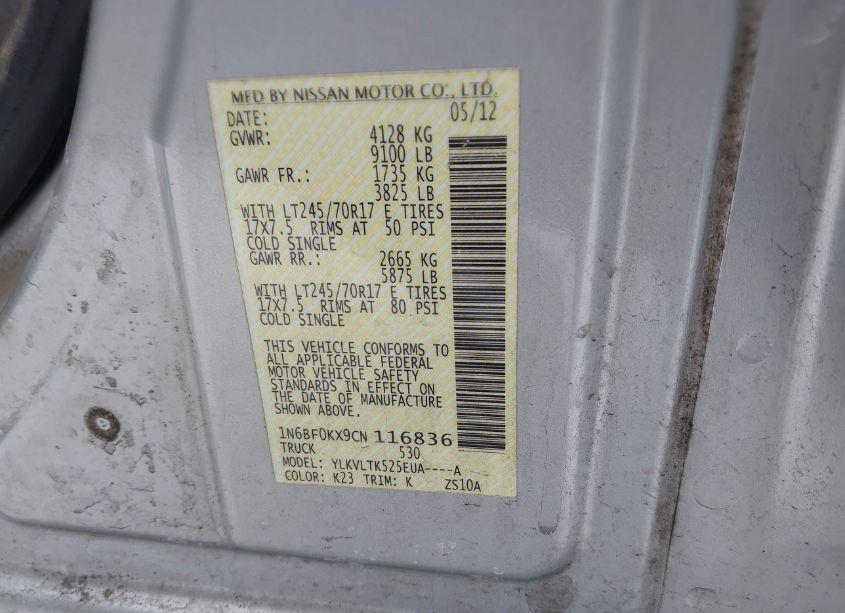 MFD BY NISSAN MOTOR CO., LTD.
DATE: 05/12
GVWR: 4128 KG
9100 LB
GAWR FR.: 1735 KG
3825 LB
WITH LT245/70R17 E TIRES
17X7.5 RIMS AT 50 PSI
COLD SINGLE
GAWR RR.: 2665 KG
5875 LB
WITH LT245/70R17 E TIRES
17X7.5 RIMS AT 80 PSI
COLD SINGLE
THIS VEHICLE CONFORMS TO
ALL APPLICABLE FEDERAL
MOTOR VEHICLE SAFETY
STANDARDS IN EFFECT ON
THE DATE OF MANUFACTURE
SHOWN ABOVE.
1N6BF0KX9CN 116836
TRUCK 530
MODEL: YLKVLTK525EUA----A
COLOR: K23 TRIM: K ZS10A